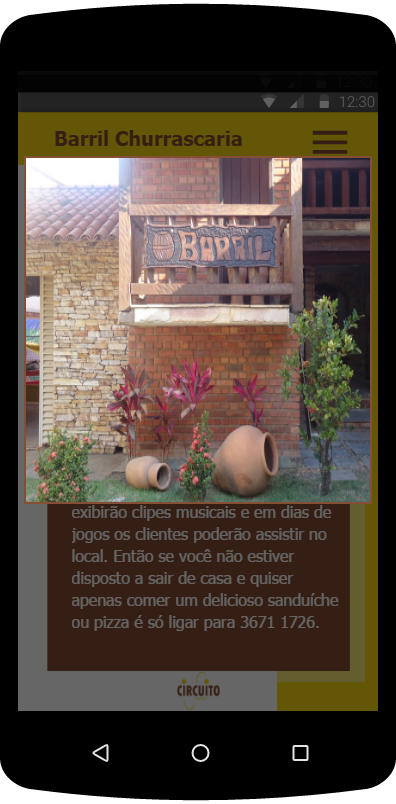 12:30
Barril Churrascaria
BARRIL
exibirão clipes musicais e em dias de
jogos os clientes poderão assistir no
local. Então se você não estiver
disposto a sair de casa e quiser
apenas comer um delicioso sanduíche
ou pizza é só ligar para 3671 1726.
CIRCUITO